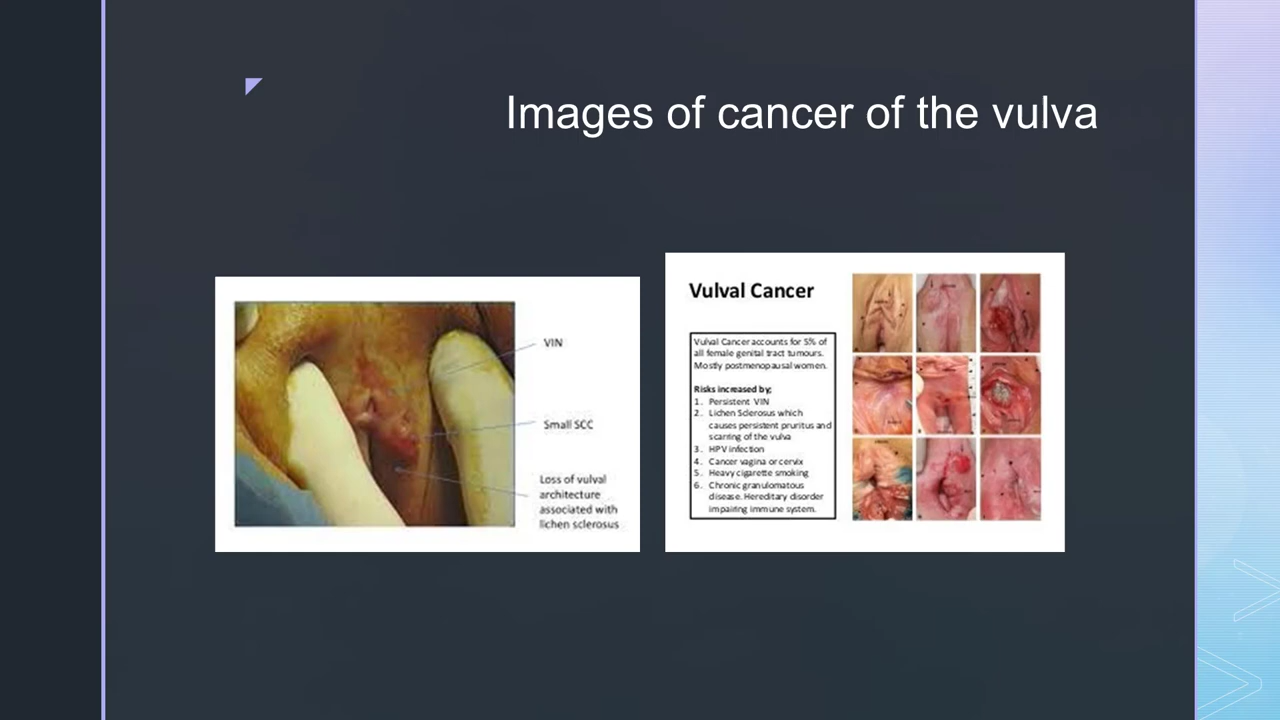 Images of cancer of the vulva
VIN
Small SCC
Loss of vulval
architecture
associated with
lichen sclerosus
Vulval Cancer
Vulval Cancer accounts for 5% of
all female genital tract tumours.
Mostly postmenopausal women.
Risks increased by;
1. Persistent VIN
2. Lichen Sclerosus which
causes persistent pruritus and
scarring of the vulva
3. HPV infection
4. Cancer vagina or cervix
5. Heavy cigarette smoking
6. Chronic granulomatous
disease. Hereditary disorder
impairing immune system.